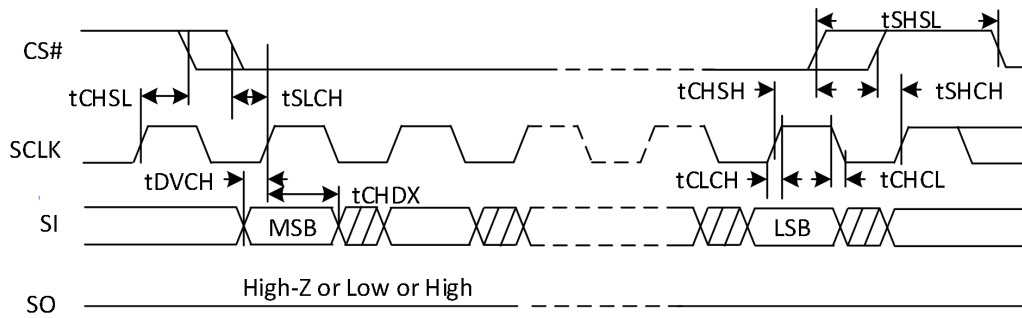 tSHSL
CS#
tCHSL
tSLCH
tCHSH
tSHCH
SCLK
tDVCH
tCHDX
tCLCH
tCHCL
SI
MSB
LSB
High-Z or Low or High
SO